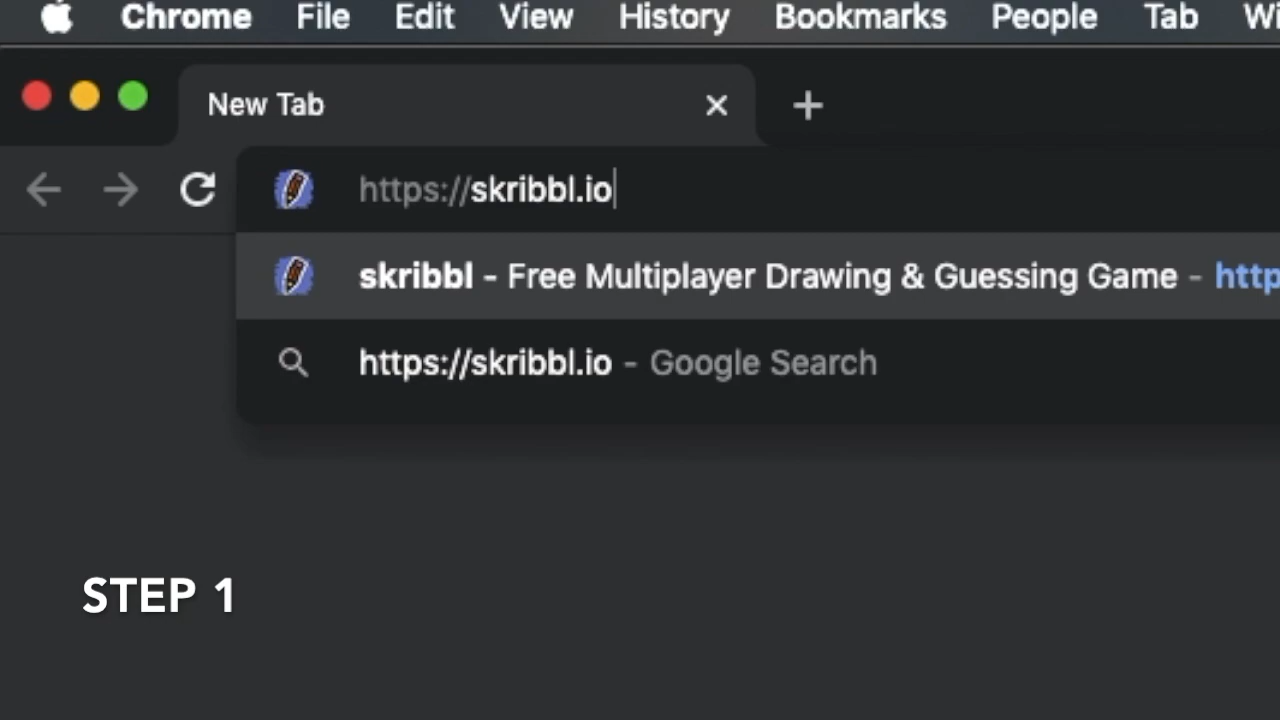 Chrome File Edit View History Bookmarks People Tab
New Tab
https://skribbl.io
skribbl - Free Multiplayer Drawing & Guessing Game - http
https://skribbl.io - Google Search
STEP 1